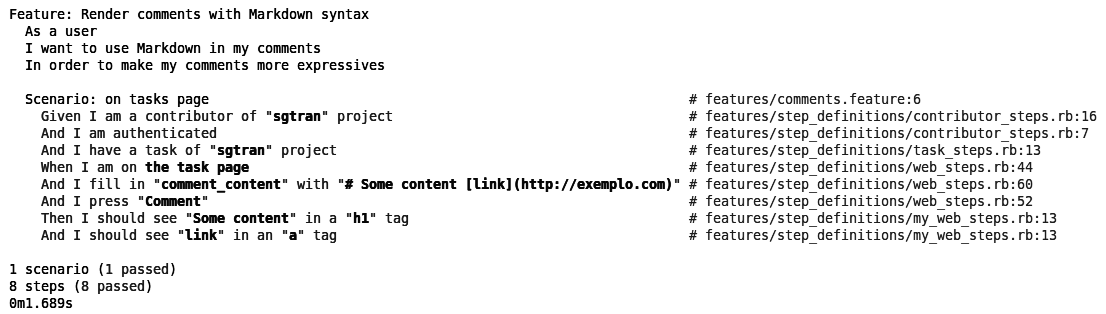 Feature: Render comments with Markdown syntax
  As a user
  I want to use Markdown in my comments
  In order to make my comments more expressives

  Scenario: on tasks page                                                            # features/comments.feature:6
    Given I am a contributor of "sgtran" project                                     # features/step_definitions/contributor_steps.rb:16
    And I am authenticated                                                           # features/step_definitions/contributor_steps.rb:7
    And I have a task of "sgtran" project                                            # features/step_definitions/task_steps.rb:13
    When I am on the task page                                                       # features/step_definitions/web_steps.rb:44
    And I fill in "comment_content" with "# Some content [link](http://exemplo.com)" # features/step_definitions/web_steps.rb:60
    And I press "Comment"                                                            # features/step_definitions/web_steps.rb:52
    Then I should see "Some content" in a "h1" tag                                   # features/step_definitions/my_web_steps.rb:13
    And I should see "link" in an "a" tag                                            # features/step_definitions/my_web_steps.rb:13

1 scenario (1 passed)
8 steps (8 passed)
0m1.689s